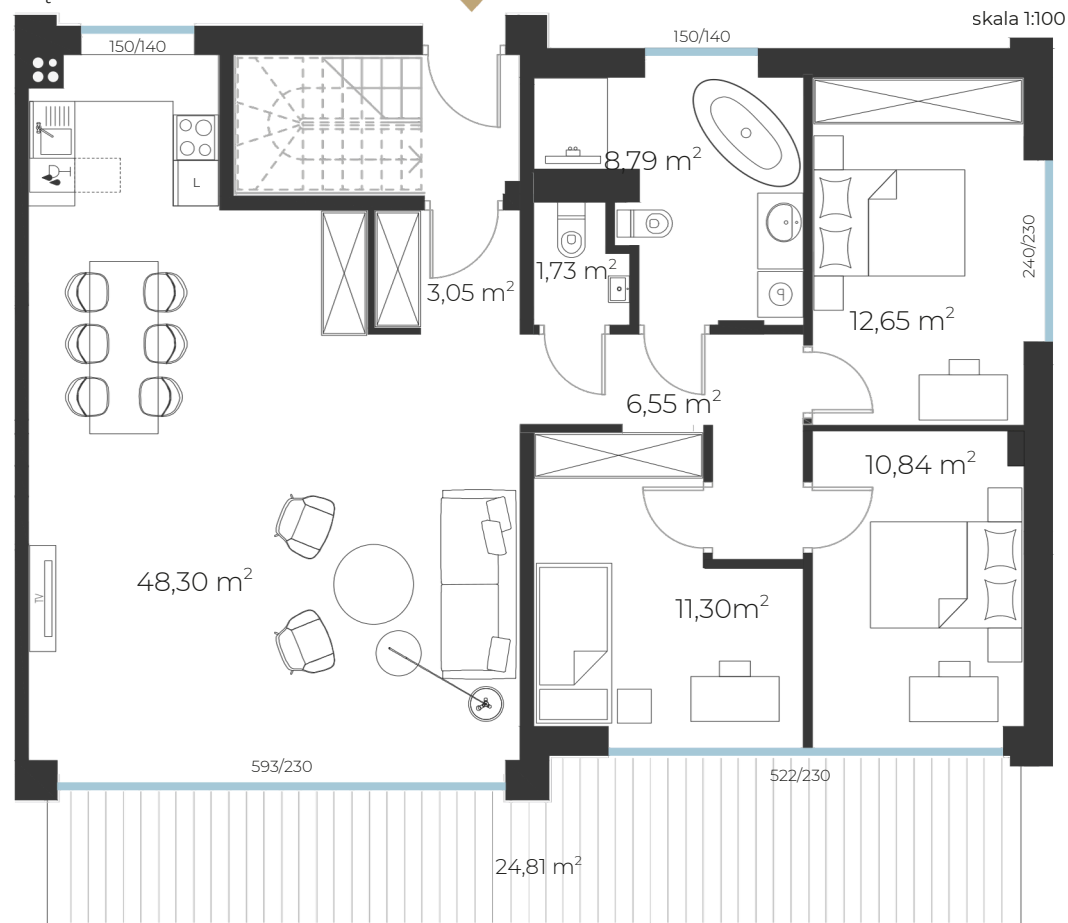 skala 1:100
150/140
150/140
8,79 m²
L
1,73 m²
3,05 m²
P
240/230
12,65 m²
6,55 m²
10,84 m²
48,30 m²
TV
11,30m²
593/230
522/230
24,81 m²